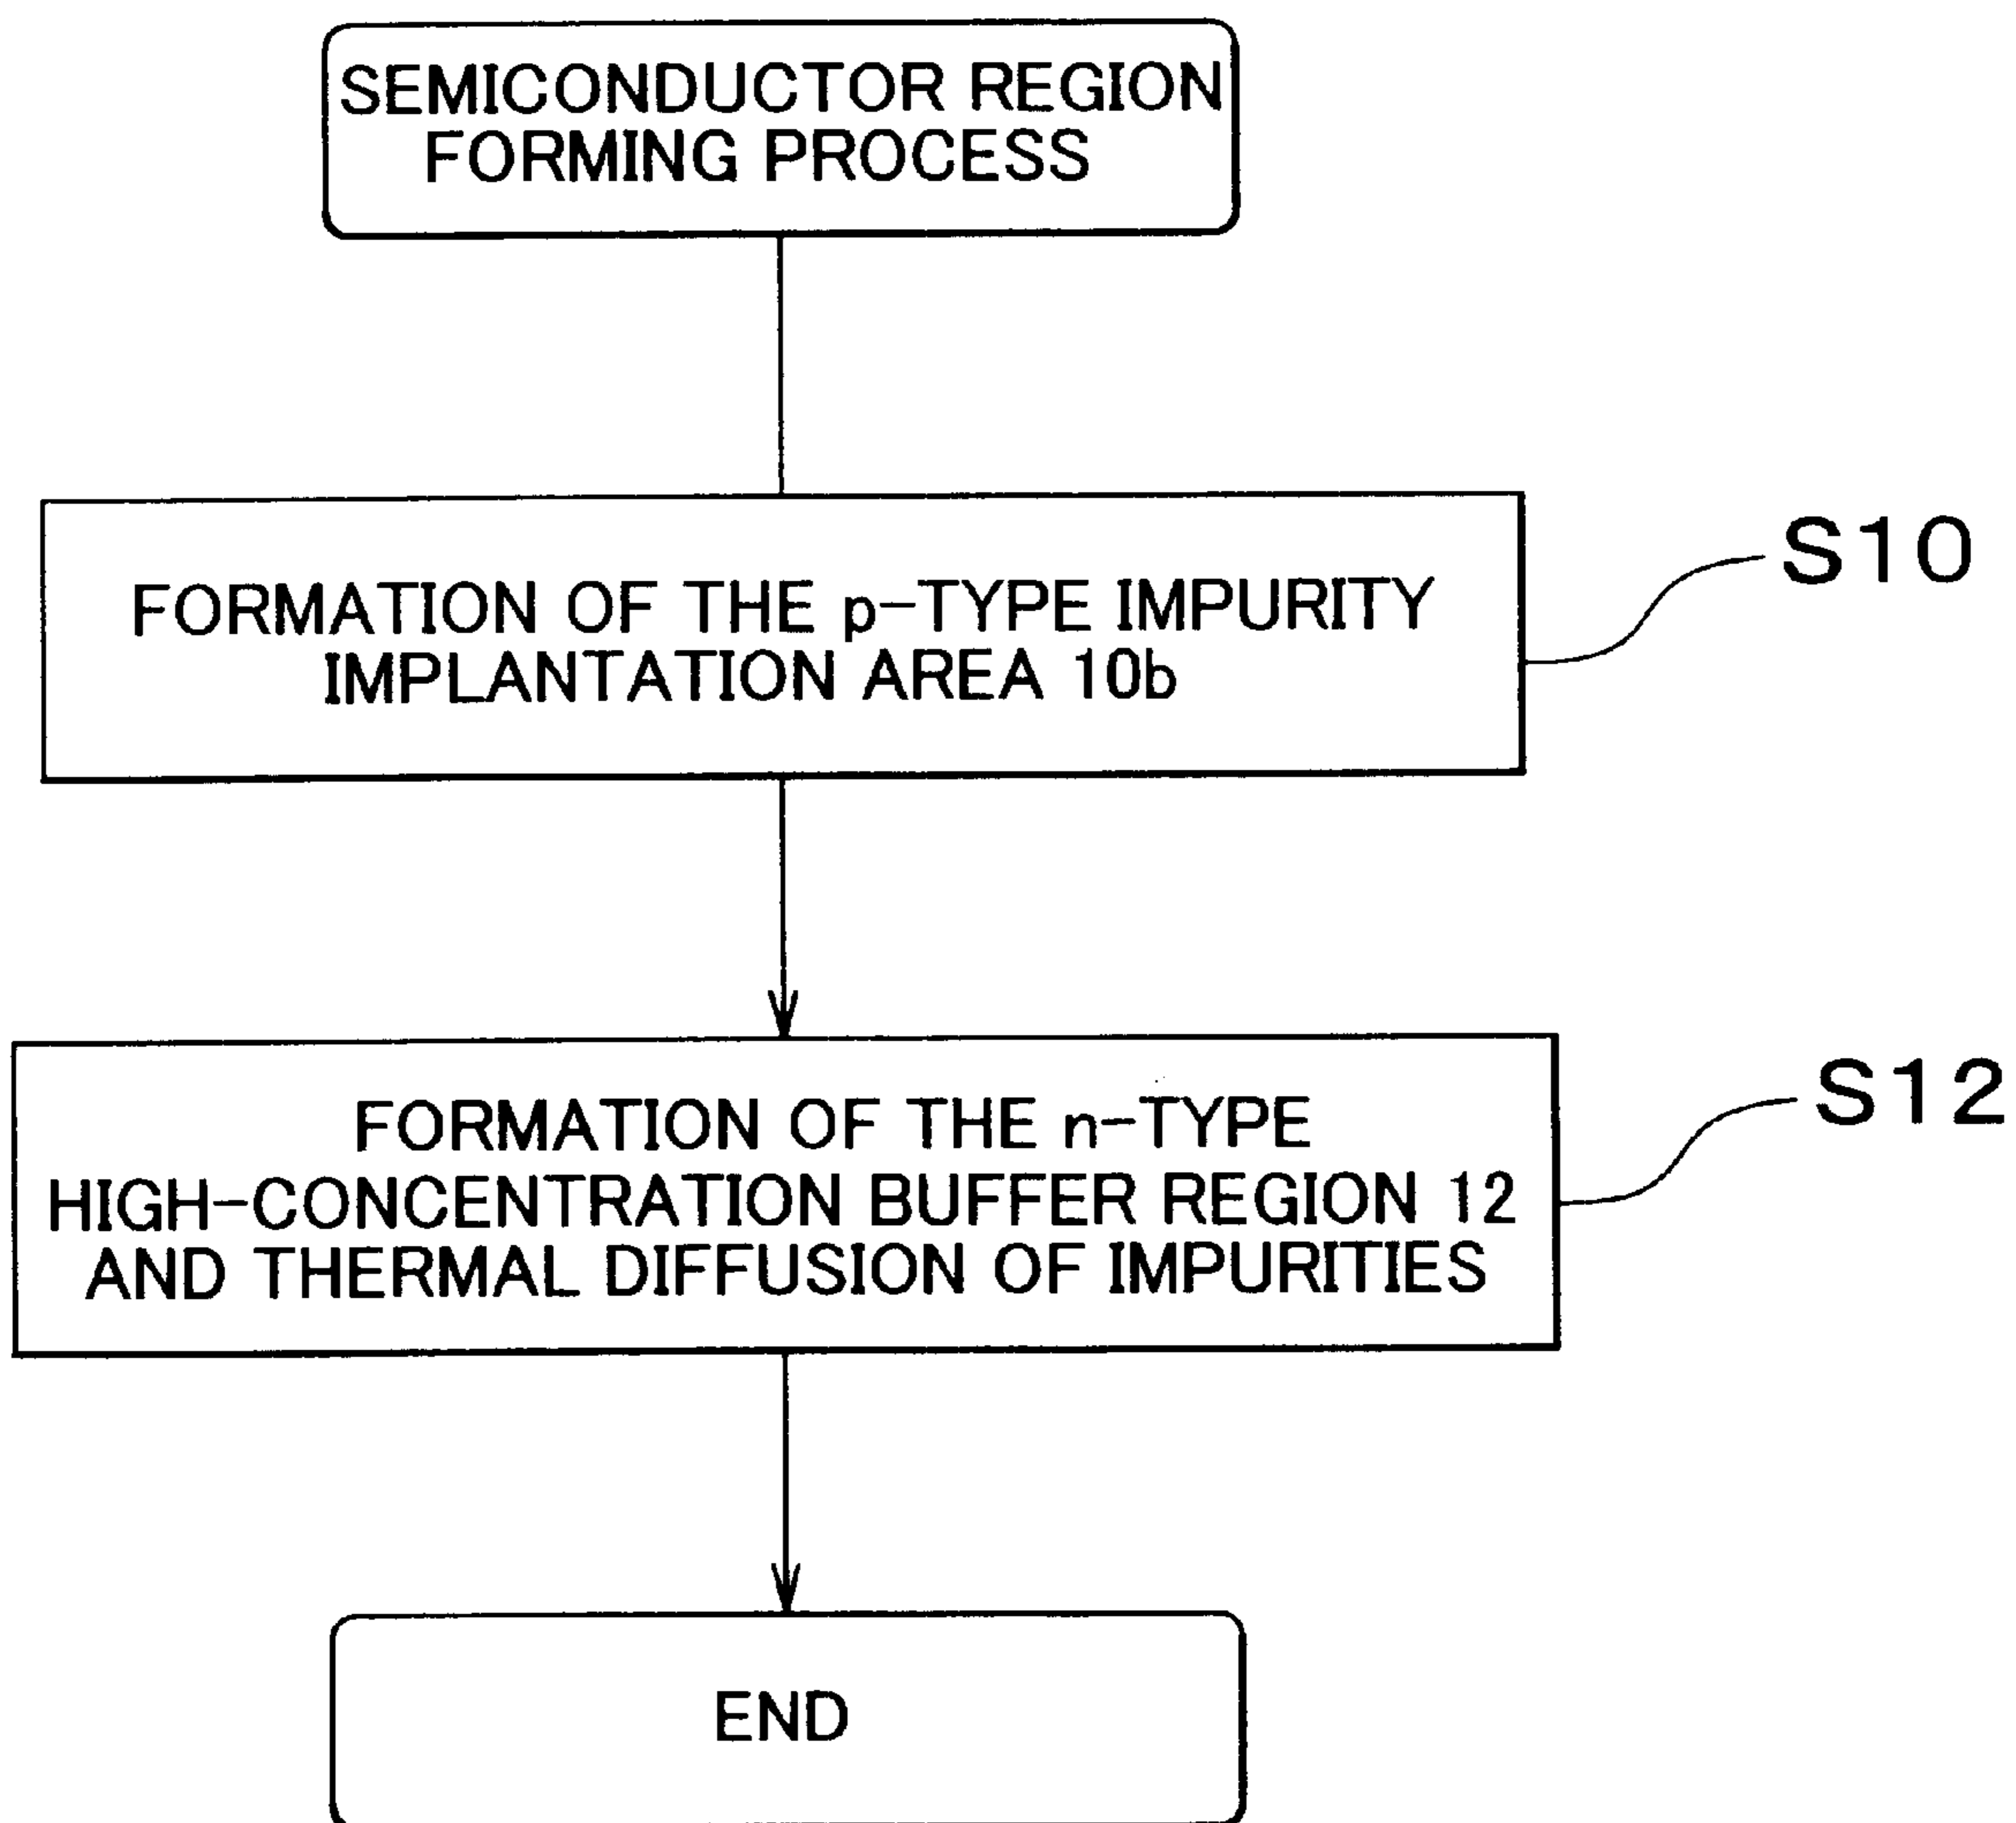 SEMICONDUCTOR REGION
FORMING PROCESS
FORMATION OF THE p-TYPE IMPURITY
IMPLANTATION AREA 10b
S10
FORMATION OF THE n-TYPE
HIGH-CONCENTRATION BUFFER REGION 12
AND THERMAL DIFFUSION OF IMPURITIES
S12
END